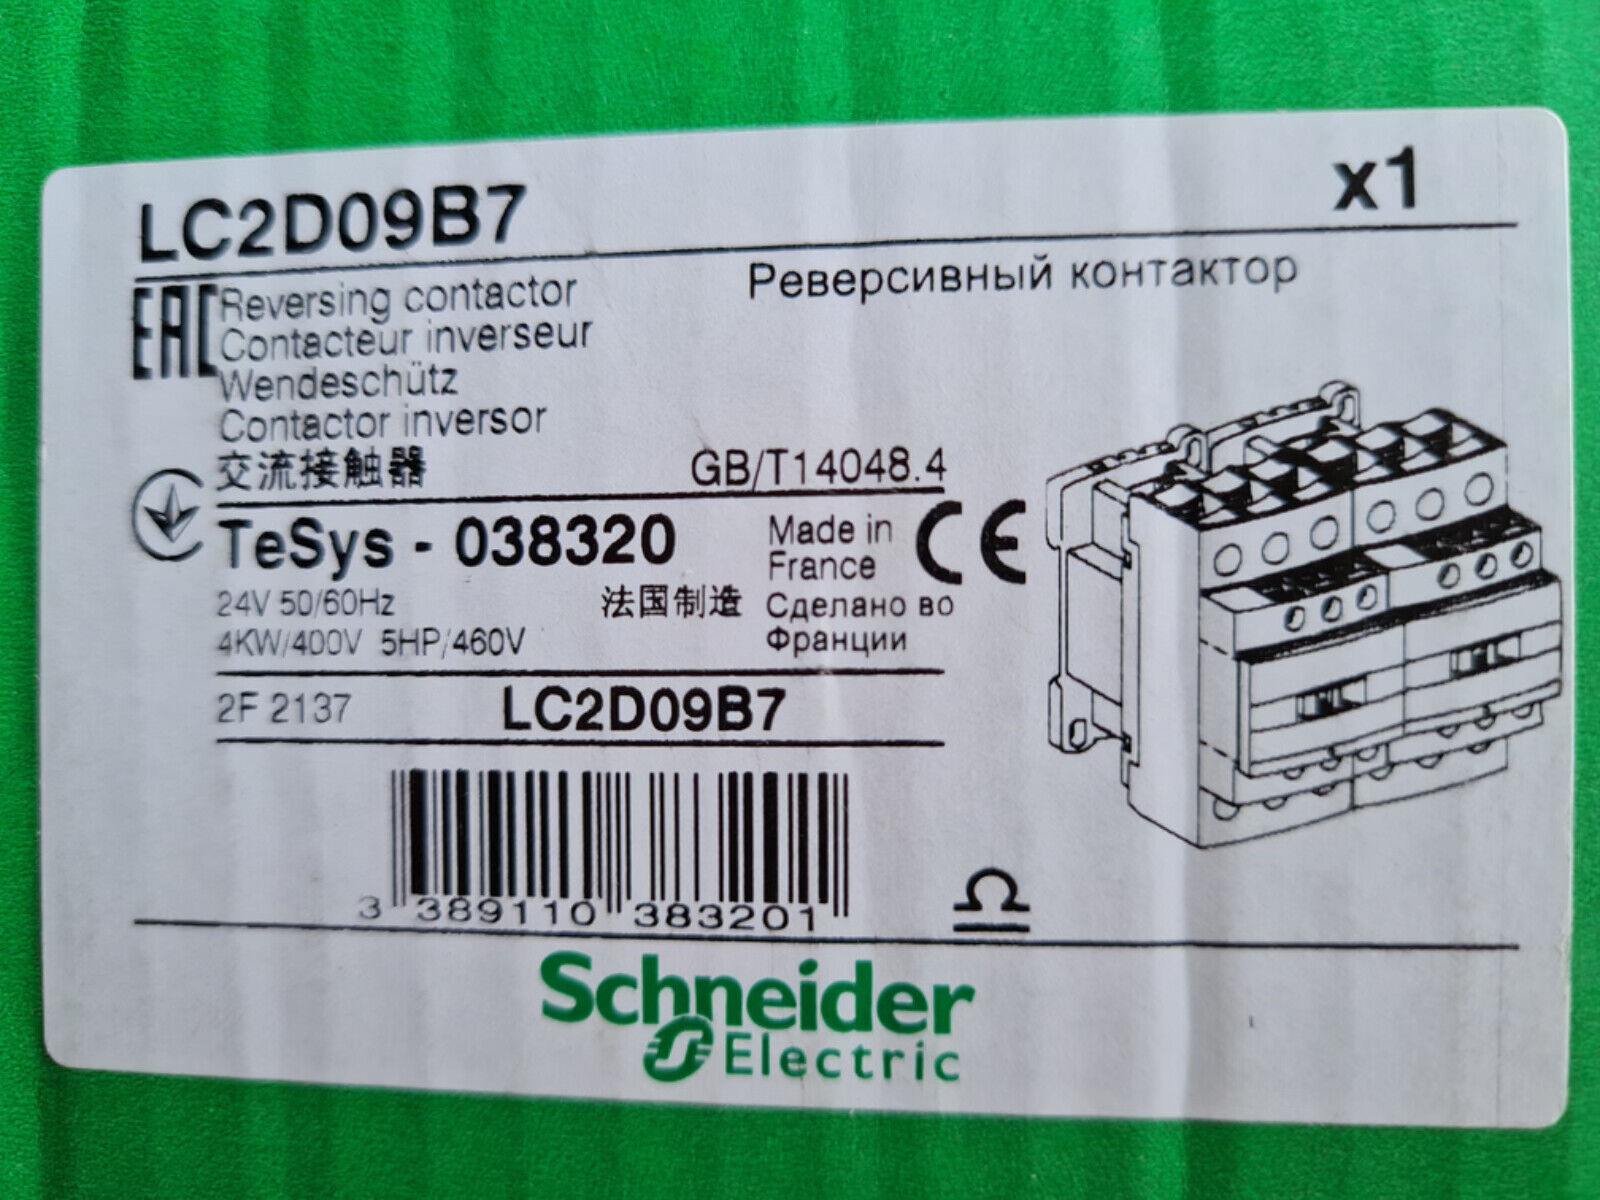 LC2D09B7
x1
EAC
Reversing contactor
Реверсивный контактор
Contacteur inverseur
Wendeschütz
Contactor inversor
交流接触器
GB/T14048.4
TeSys - 038320
Made in
France
CE
24V 50/60Hz
法国制造
Сделано во
Франции
4KW/400V 5HP/460V
2F 2137
LC2D09B7
3 389110 383201
Schneider
Electric